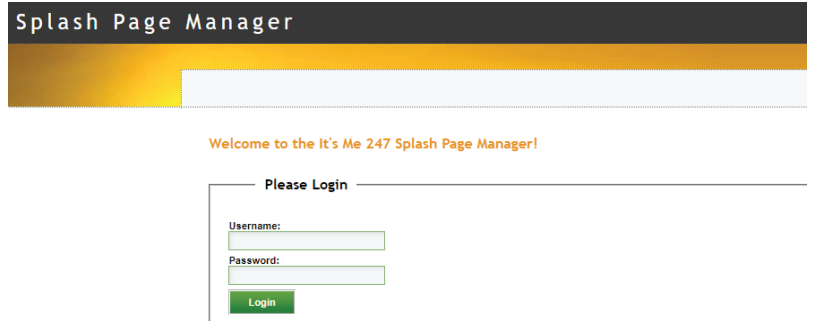 Splash Page Manager
Welcome to the It's Me 247 Splash Page Manager!
Please Login
Username:
Password:
Login